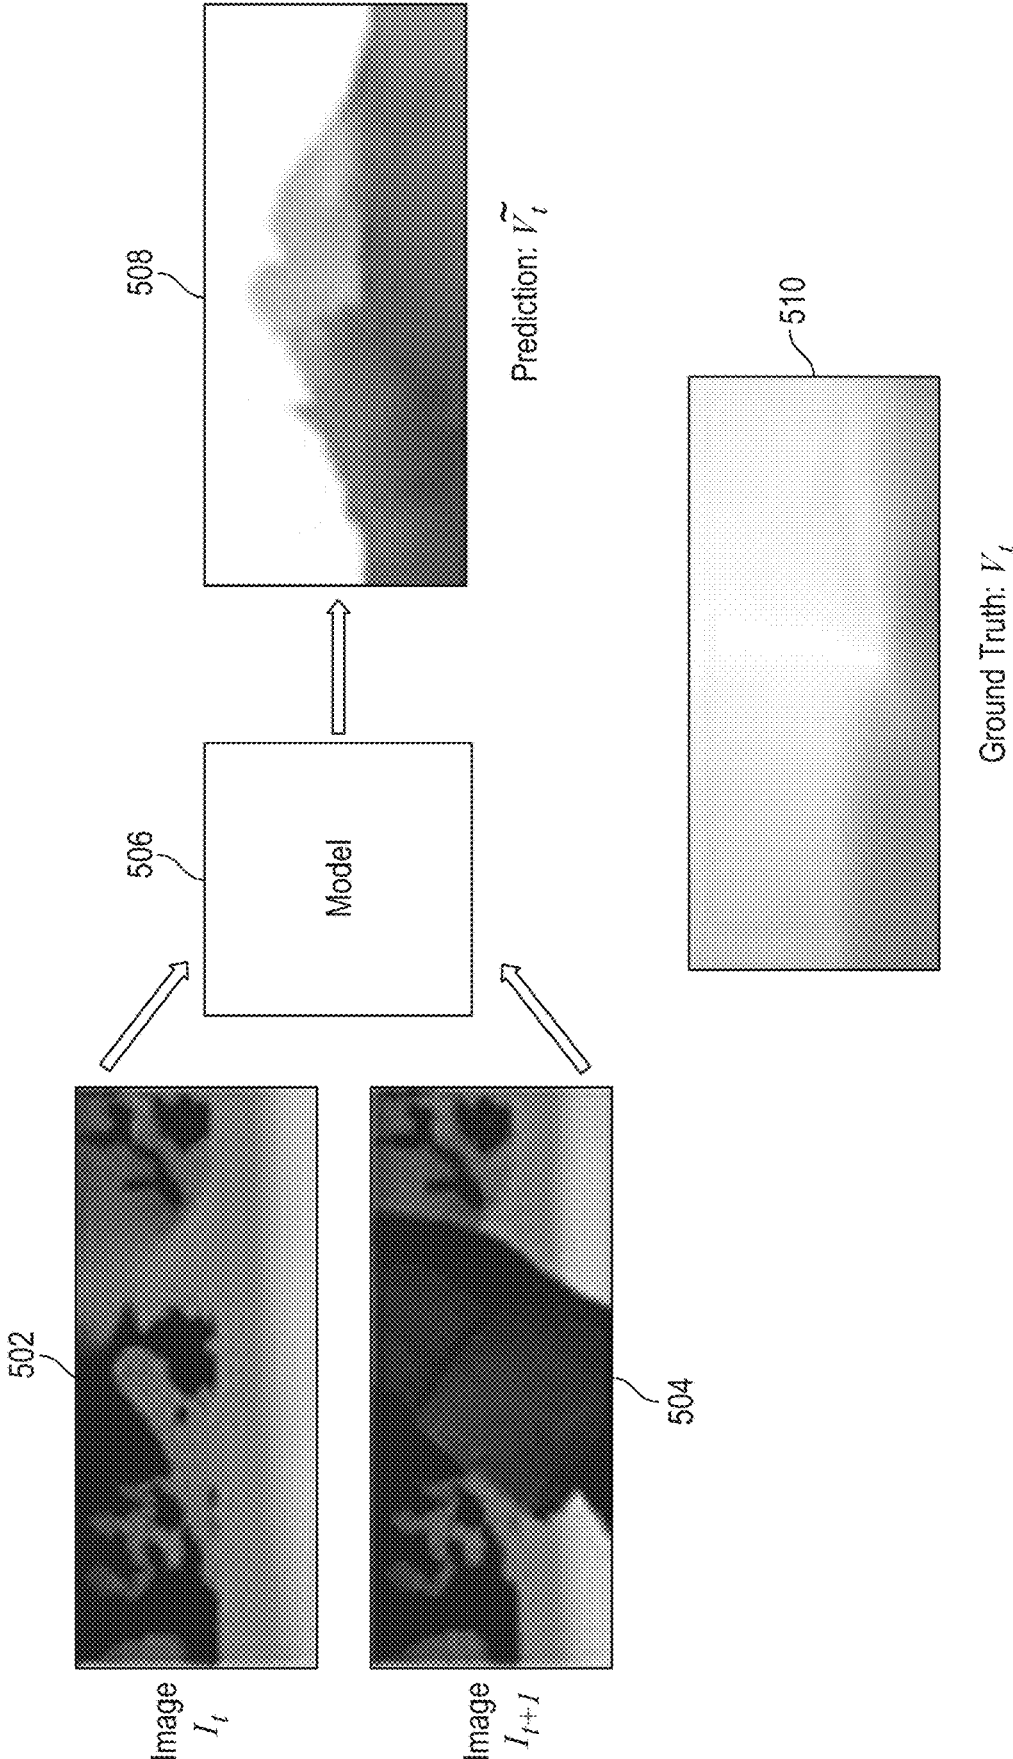 502
Image
I_t
504
Image
I_{t+1}
506
Model
508
Prediction: Ṽ_t
510
Ground Truth: V_t